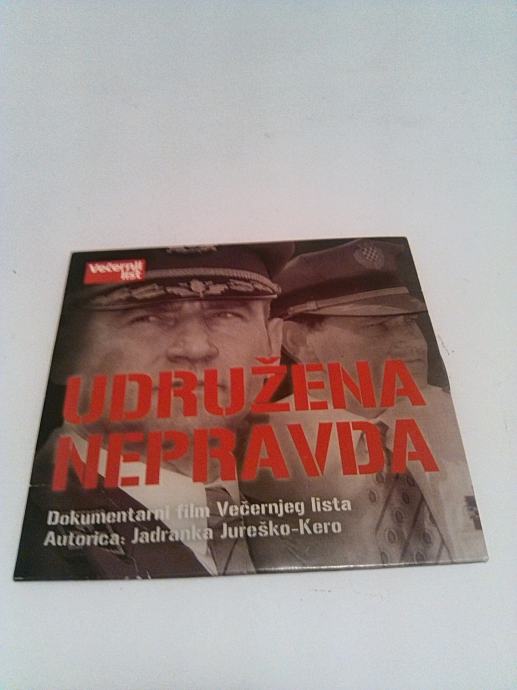 Večernji
list
UDRUŽENA
NEPRAVDA
Dokumentarni film Večernjeg lista
Autorica: Jadranka Jureško-Kero